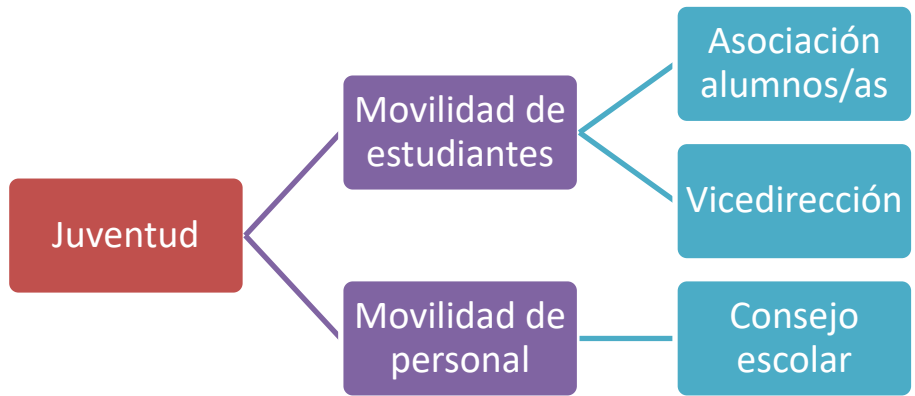 Juventud
Movilidad de
estudiantes
Asociación
alumnos/as
Vicedirección
Movilidad de
personal
Consejo
escolar